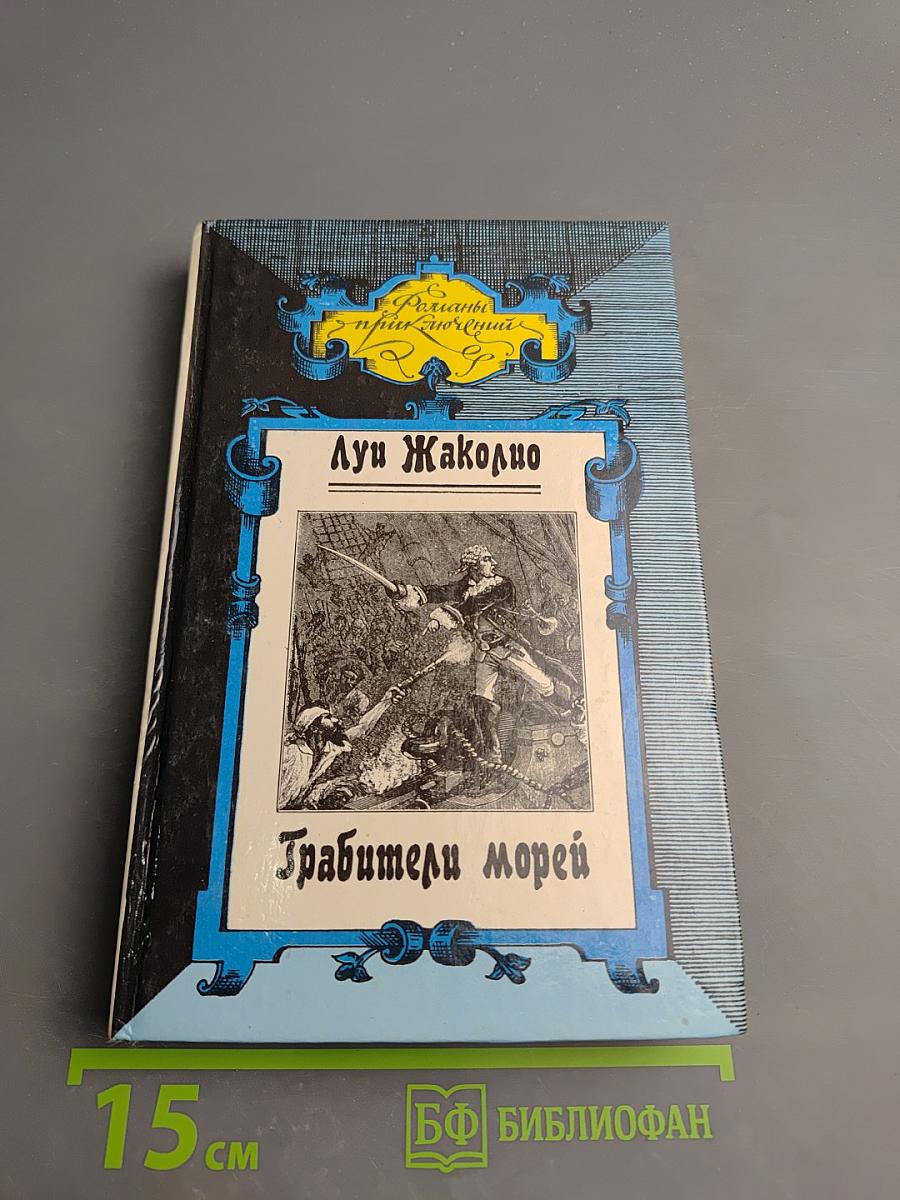 Романы
приключений
Луи Жаколио
Грабители морей
15 см
БФ БИБЛИОФАН